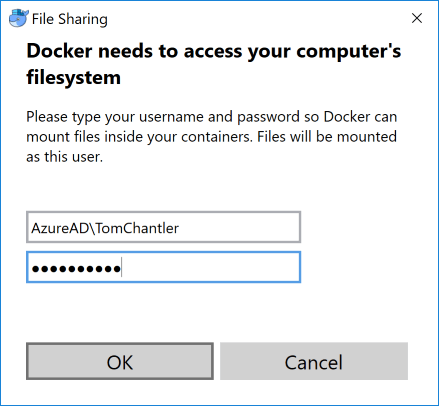 File Sharing
Docker needs to access your computer's
filesystem
Please type your username and password so Docker can
mount files inside your containers. Files will be mounted
as this user.
AzureAD\TomChantler
●●●●●●●●●●
OK
Cancel